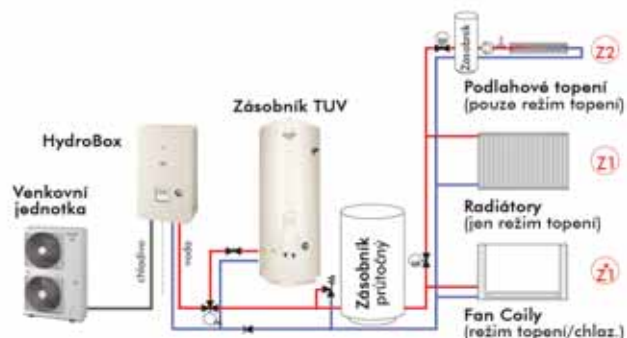 Venkovní
jednotka
chladivo
HydroBox
voda
Zásobník TUV
Zásobník
průtočný
Zásobník
Z2
Podlahové topení
(pouze režim topení)
Z1
Radiátory
(jen režim topení)
Z1
Fan Coily
(režim topení/chlaz.)